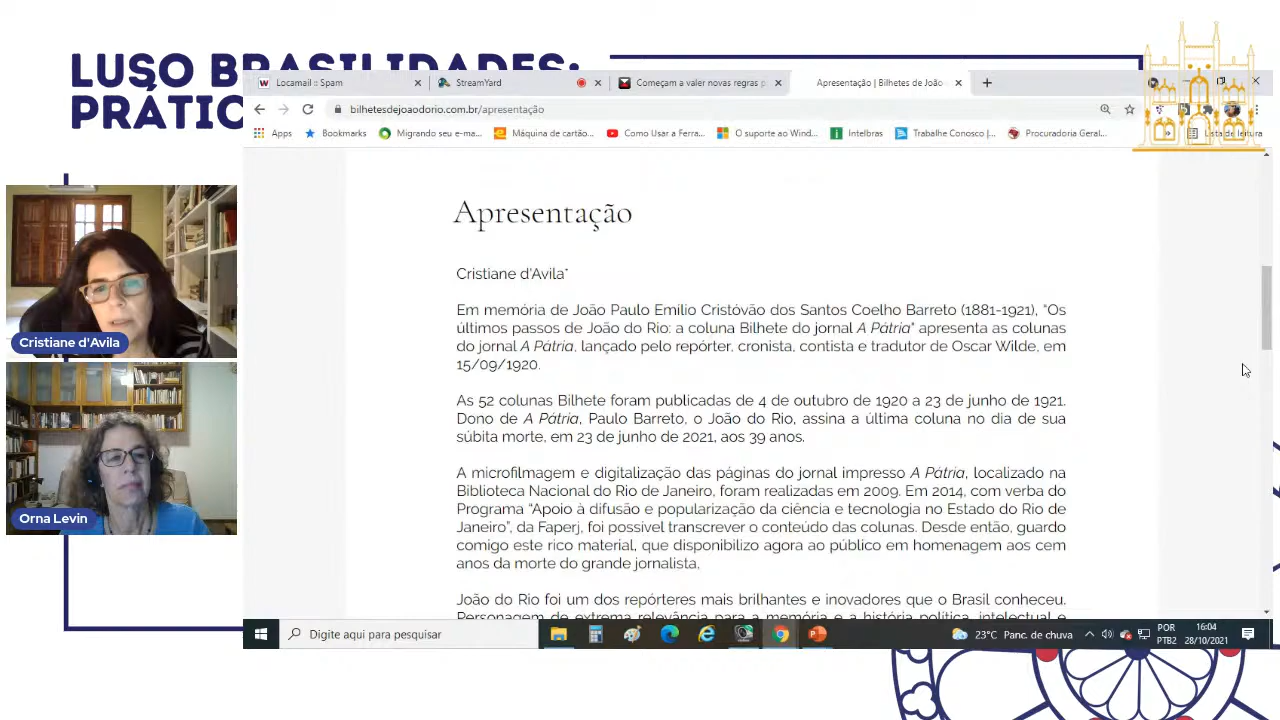 LUSO BRASILIDADES:
PRÁTIC
Locamail :: Spam
StreamYard
Começam a valer novas regras p
Apresentação | Bilhetes de João
bilhetesdejoaodorio.com.br/apresentação
Apps
Bookmarks
Migrando seu e-ma...
Máquina de cartão...
Como Usar a Ferra...
O suporte ao Wind...
Intelbras
Trabalhe Conosco |...
Procuradoria Geral...
»
Lista de leitura
Apresentação
Cristiane d'Avila*
Em memória de João Paulo Emílio Cristóvão dos Santos Coelho Barreto (1881-1921), “Os
últimos passos de João do Rio: a coluna Bilhete do jornal A Pátria” apresenta as colunas
do jornal A Pátria, lançado pelo repórter, cronista, contista e tradutor de Oscar Wilde, em
15/09/1920.
As 52 colunas Bilhete foram publicadas de 4 de outubro de 1920 a 23 de junho de 1921.
Dono de A Pátria, Paulo Barreto, o João do Rio, assina a última coluna no dia de sua
súbita morte, em 23 de junho de 2021, aos 39 anos.
A microfilmagem e digitalização das páginas do jornal impresso A Pátria, localizado na
Biblioteca Nacional do Rio de Janeiro, foram realizadas em 2009. Em 2014, com verba do
Programa “Apoio à difusão e popularização da ciência e tecnologia no Estado do Rio de
Janeiro”, da Faperj, foi possível transcrever o conteúdo das colunas. Desde então, guardo
comigo este rico material, que disponibilizo agora ao público em homenagem aos cem
anos da morte do grande jornalista.
João do Rio foi um dos repórteres mais brilhantes e inovadores que o Brasil conheceu.
Personagem de extrema relevância para a memória e a história política, intelectual e
Cristiane d'Avila
Orna Levin
Digite aqui para pesquisar
23°C Panc. de chuva
POR
PTB2
16:04
28/10/2021